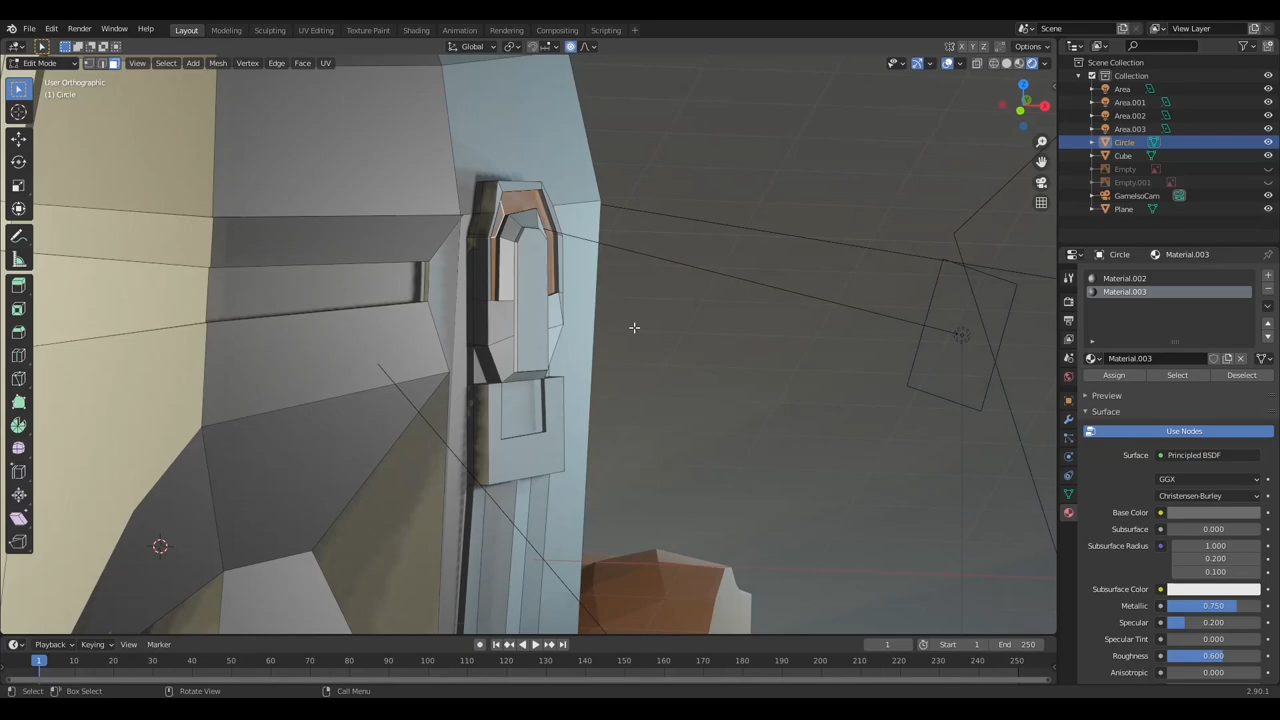 File Edit Render Window Help Layout Modeling Sculpting UV Editing Texture Paint Shading Animation Rendering Compositing Scripting Scene View Layer
Global X Y Z Options
Edit Mode View Select Add Mesh Vertex Edge Face UV
User Orthographic
(1) Circle
Scene Collection
Collection
Area
Area.001
Area.002
Area.003
Circle
Cube
Empty
Empty.001
GameIsoCam
Plane
Circle Material.003
Material.002
Material.003
Material.003
Assign Select Deselect
Preview
Surface
Use Nodes
Surface Principled BSDF
GGX
Christensen-Burley
Base Color
Subsurface 0.000
Subsurface Radius 1.000
0.200
0.100
Subsurface Color
Metallic 0.750
Specular 0.200
Specular Tint 0.000
Roughness 0.600
Anisotropic 0.000
Playback Keying View Marker 1 Start 1 End 250
1 10 20 30 40 50 60 70 80 90 100 110 120 130 140 150 160 170 180 190 200 210 220 230 240 250
Select Box Select Rotate View Call Menu 2.90.1